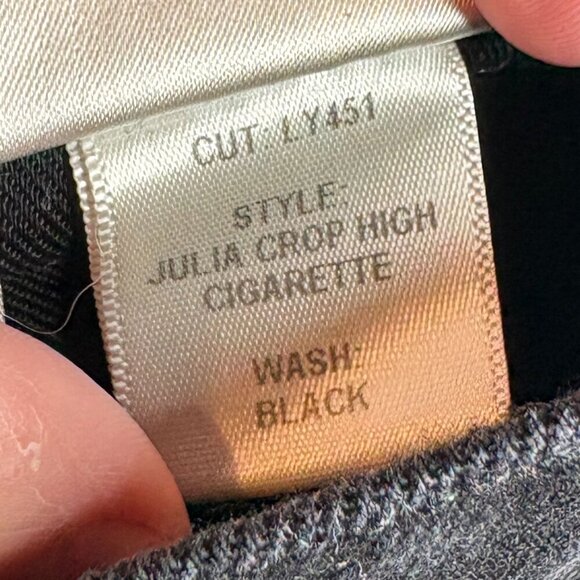 CUT: LY451
STYLE:
JULIA CROP HIGH
CIGARETTE
WASH:
BLACK